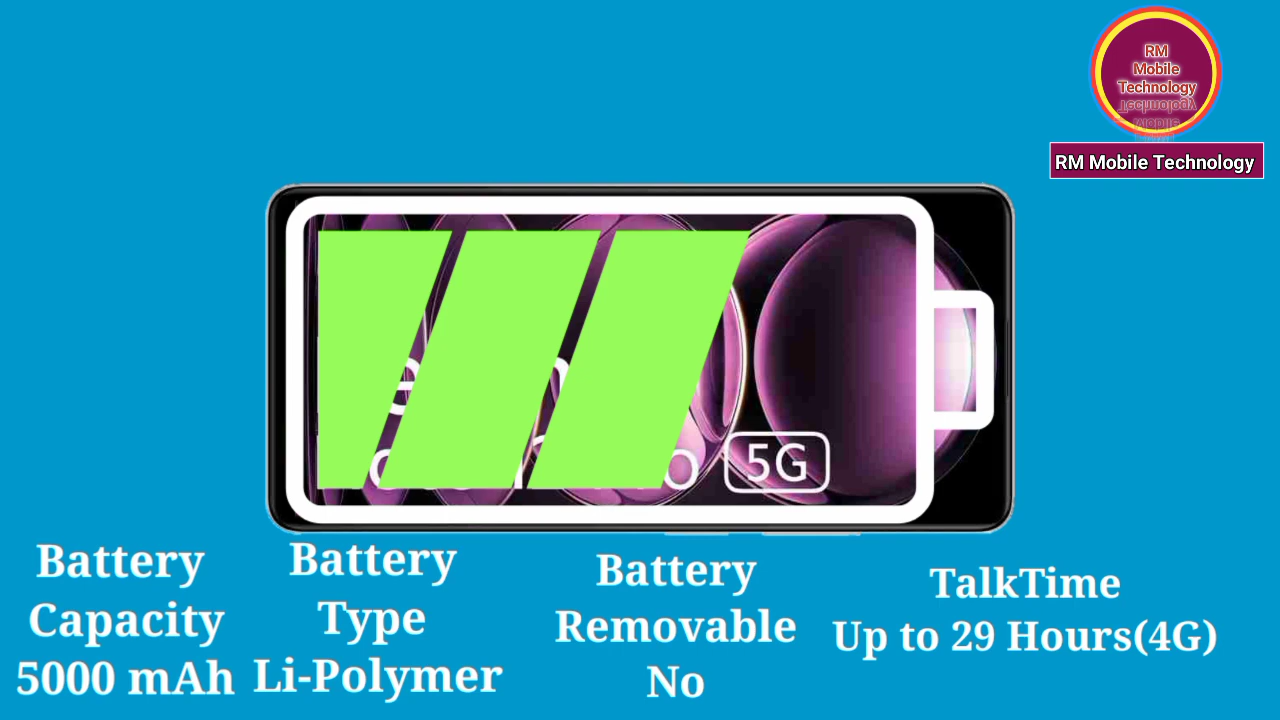 RM
Mobile
Technology
RM Mobile Technology
5G
Battery
Capacity
5000 mAh
Battery
Type
Li-Polymer
Battery
Removable
No
TalkTime
Up to 29 Hours(4G)